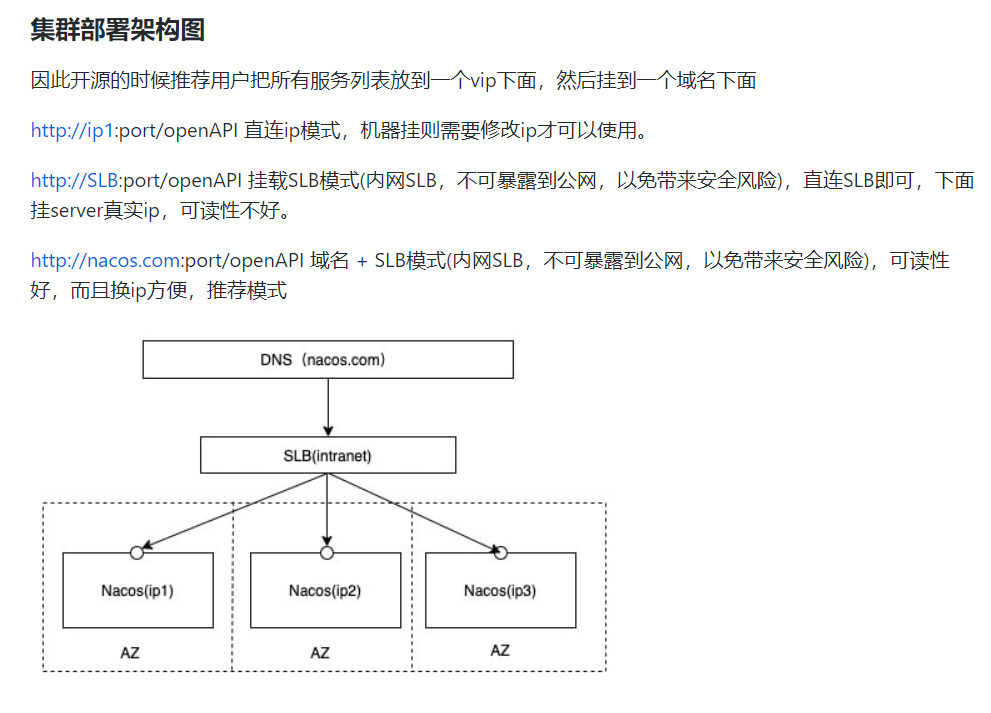 集群部署架构图
因此开源的时候推荐用户把所有服务列表放到一个vip下面，然后挂到一个域名下面
http://ip1:port/openAPI 直连ip模式，机器挂则需要修改ip才可以使用。
http://SLB:port/openAPI 挂载SLB模式(内网SLB，不可暴露到公网，以免带来安全风险)，直连SLB即可，下面
挂server真实ip，可读性不好。
http://nacos.com:port/openAPI 域名 + SLB模式(内网SLB，不可暴露到公网，以免带来安全风险)，可读性
好，而且换ip方便，推荐模式
DNS（nacos.com）
SLB(intranet)
Nacos(ip1)
Nacos(ip2)
Nacos(ip3)
AZ
AZ
AZ